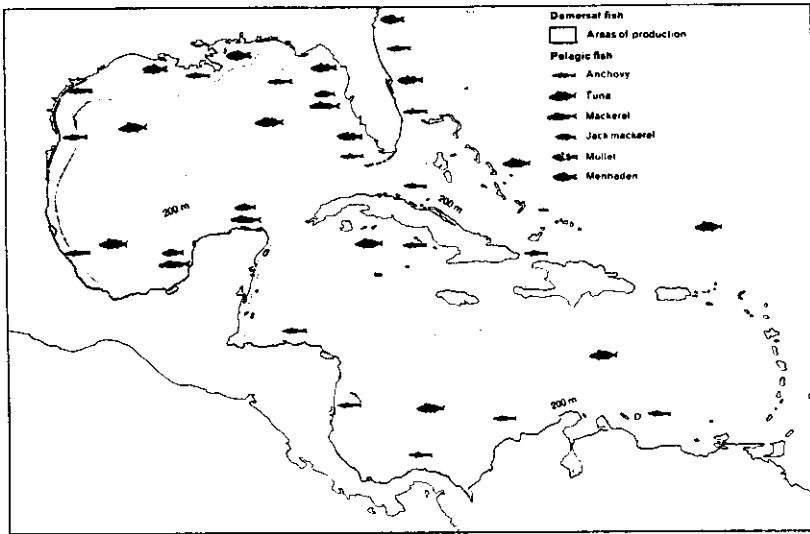 Demersal fish
Areas of production
Pelagic fish
Anchovy
Tuna
Mackerel
Jack mackerel
Mullet
Menhaden
200 m
200 m
200 m